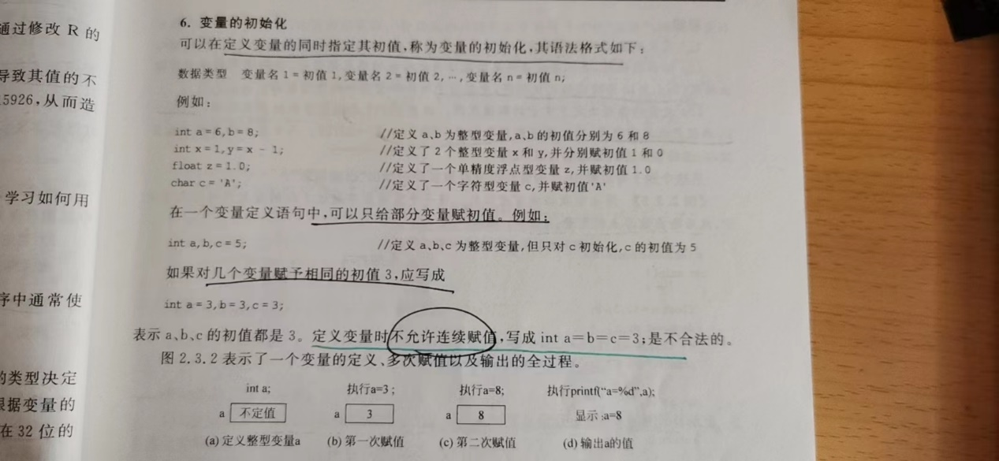 通过修改 R 的
导致其值的不
5926,从而造
学习如何用
序中通常使
的类型决定
根据变量的
在 32 位的
6. 变量的初始化
可以在定义变量的同时指定其初值,称为变量的初始化,其语法格式如下:
数据类型 变量名 1 = 初值 1,变量名 2 = 初值 2, …,变量名 n = 初值 n;
例如:
int a = 6,b = 8; //定义 a、b 为整型变量,a、b 的初值分别为 6 和 8
int x = 1,y = x - 1; //定义了 2 个整型变量 x 和 y,并分别赋初值 1 和 0
float z = 1.0; //定义了一个单精度浮点型变量 z,并赋初值 1.0
char c = 'A'; //定义了一个字符型变量 c,并赋初值'A'
在一个变量定义语句中,可以只给部分变量赋初值。例如:
int a,b,c = 5; //定义 a、b、c 为整型变量,但只对 c 初始化,c 的初值为 5
如果对几个变量赋予相同的初值 3,应写成
int a = 3,b = 3,c = 3;
表示 a、b、c 的初值都是 3。定义变量时不允许连续赋值,写成 int a=b=c=3;是不合法的。
图 2.3.2 表示了一个变量的定义、多次赋值以及输出的全过程。
int a; 执行a=3 ; 执行a=8; 执行printf("a=%d",a);
a 不定值 a 3 a 8 显示 :a=8
(a) 定义整型变量a (b) 第一次赋值 (c) 第二次赋值 (d) 输出a的值